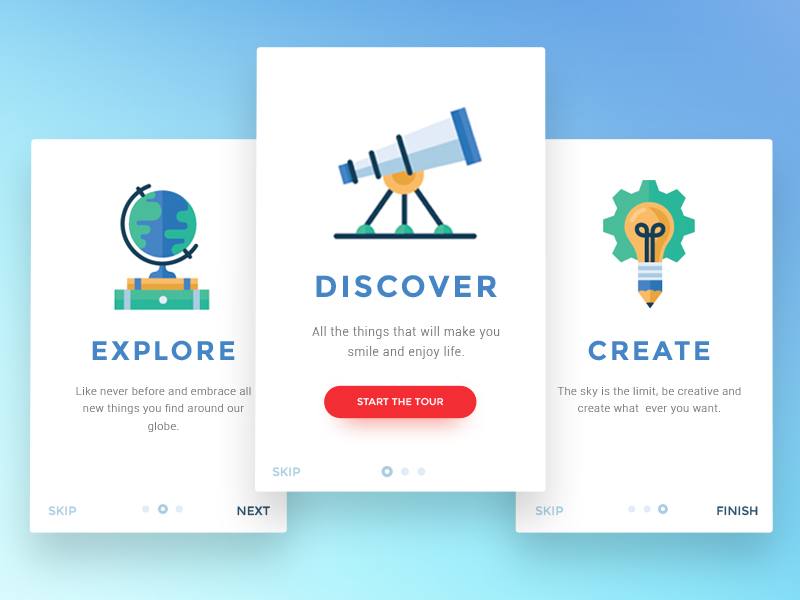 EXPLORE
Like never before and embrace all
new things you find around our
globe.
SKIP
NEXT
DISCOVER
All the things that will make you
smile and enjoy life.
START THE TOUR
SKIP
CREATE
The sky is the limit, be creative and
create what  ever you want.
SKIP
FINISH